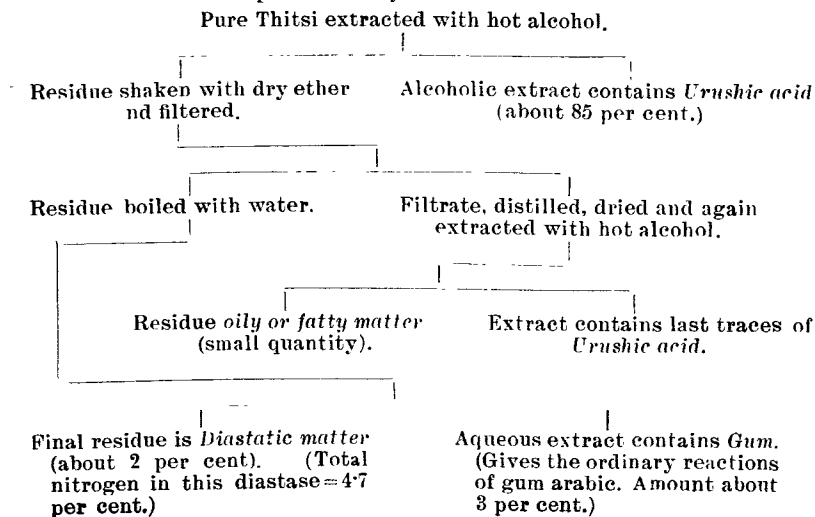 Pure Thitsi extracted with hot alcohol.
Residue shaken with dry ether
nd filtered.
Alcoholic extract contains Urushic acid
(about 85 per cent.)
Residue boiled with water.
Filtrate, distilled, dried and again
extracted with hot alcohol.
Residue oily or fatty matter
(small quantity).
Extract contains last traces of
Urushic acid.
Final residue is Diastatic matter
(about 2 per cent). (Total
nitrogen in this diastase=4·7
per cent.)
Aqueous extract contains Gum.
(Gives the ordinary reactions
of gum arabic. Amount about
3 per cent.)